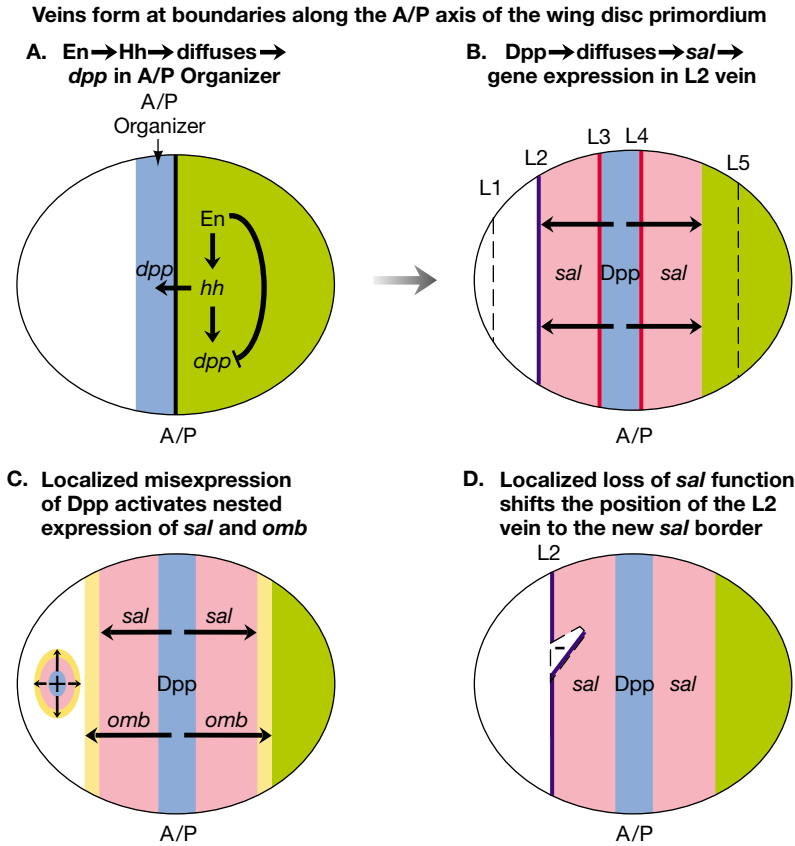 Veins form at boundaries along the A/P axis of the wing disc primordium
A. En→Hh→diffuses→
dpp in A/P Organizer
A/P
Organizer
En
dpp
hh
dpp
A/P
B. Dpp→diffuses→sal→
gene expression in L2 vein
L1
L2
L3
L4
L5
sal
Dpp
sal
A/P
C. Localized misexpression
of Dpp activates nested
expression of sal and omb
sal
sal
+
Dpp
omb
omb
A/P
D. Localized loss of sal function
shifts the position of the L2
vein to the new sal border
L2
-
sal
Dpp
sal
A/P